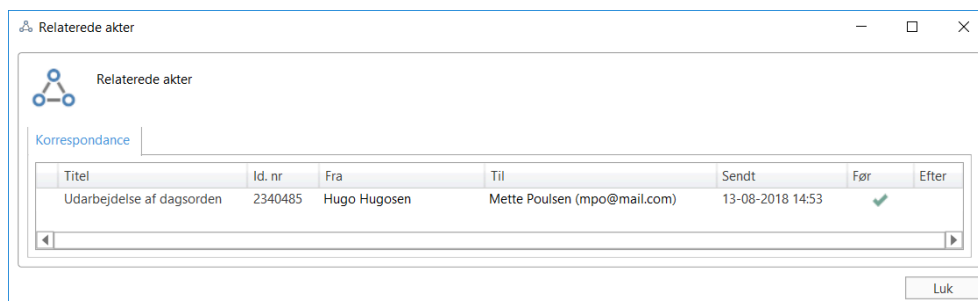 Relaterede akter
Relaterede akter
Korrespondance
Titel Id. nr Fra Til Sendt Før Efter
Udarbejdelse af dagsorden 2340485 Hugo Hugosen Mette Poulsen (mpo@mail.com) 13-08-2018 14:53
Luk